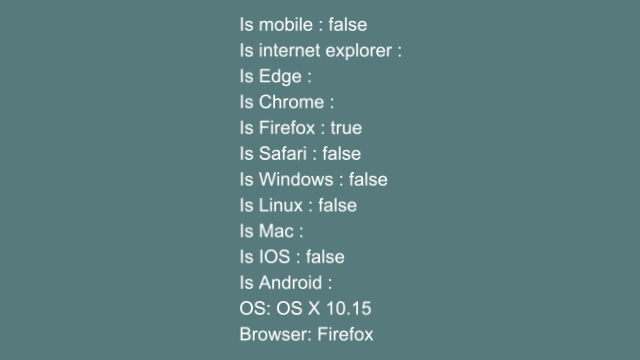 Is mobile : false
Is internet explorer :
Is Edge :
Is Chrome :
Is Firefox : true
Is Safari : false
Is Windows : false
Is Linux : false
Is Mac :
Is IOS : false
Is Android :
OS: OS X 10.15
Browser: Firefox